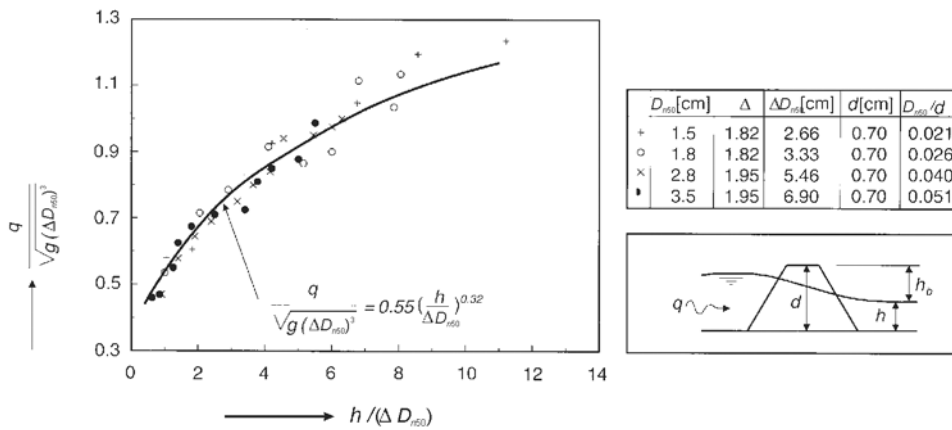 1.3
1.1
0.9
0.7
0.5
0.3
q
√g(ΔDn50)³
q
√g(ΔDn50)³ = 0.55 (h/ΔDn50)^0.32
0 2 4 6 8 10 12 14
h/(Δ Dn50)
Dn50[cm] Δ ΔDn50[cm] d[cm] Dn50/d
+ 1.5 1.82 2.66 0.70 0.021
○ 1.8 1.82 3.33 0.70 0.026
× 2.8 1.95 5.46 0.70 0.040
● 3.5 1.95 6.90 0.70 0.051
q
d
hb
h